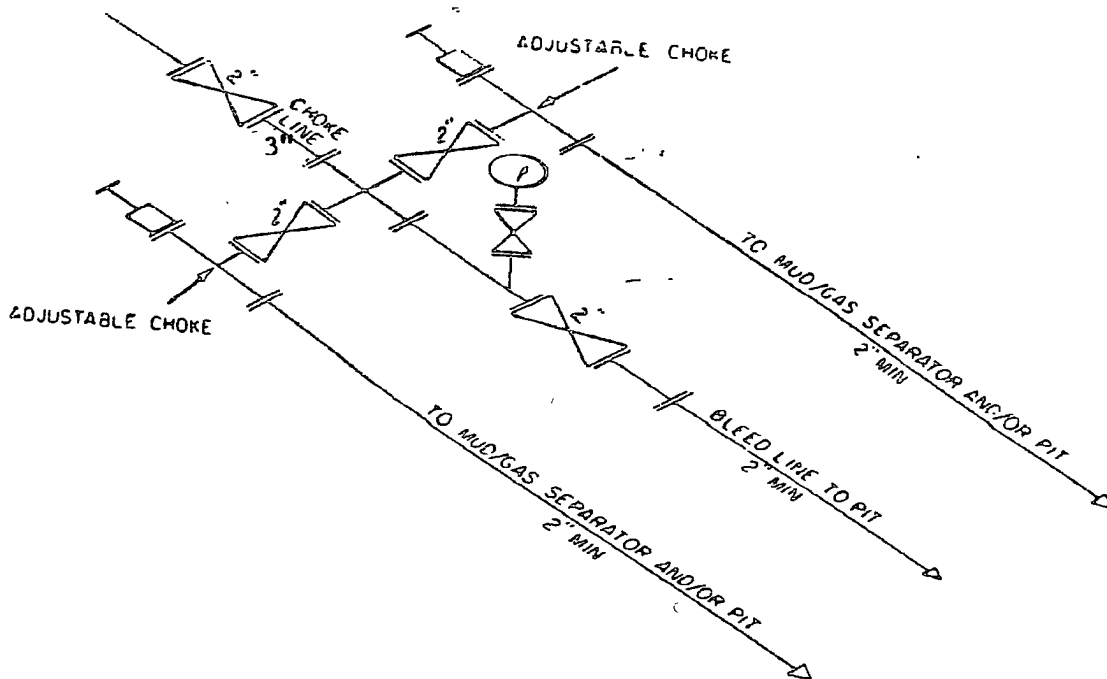 ADJUSTABLE CHOKE
2"
CHOKE
LINE
3"
2"
P
2"
ADJUSTABLE CHOKE
2"
TO MUD/GAS SEPARATOR AND/OR PIT
2" MIN
BLEED LINE TO PIT
2" MIN
TO MUD/GAS SEPARATOR AND/OR PIT
2" MIN